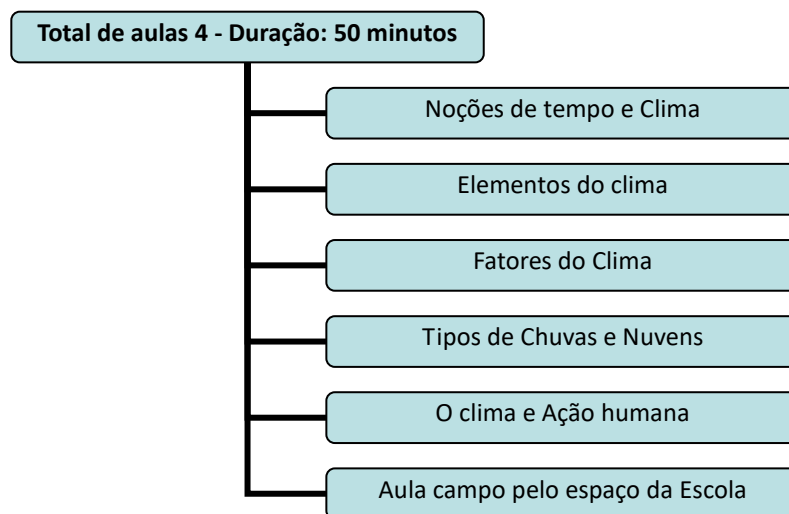 Total de aulas 4 - Duração: 50 minutos
Noções de tempo e Clima
Elementos do clima
Fatores do Clima
Tipos de Chuvas e Nuvens
O clima e Ação humana
Aula campo pelo espaço da Escola